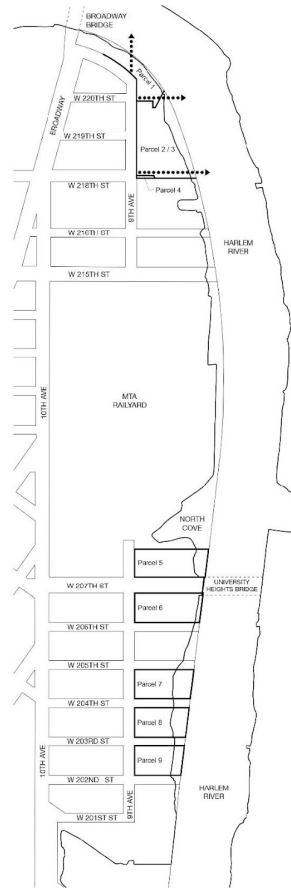 BROADWAY
BRIDGE
Parcel 1
W 220TH ST
BROADWAY
W 219TH ST
Parcel 2 / 3
W 218TH ST
Parcel 4
9TH AVE
W 216TH ST
HARLEM
RIVER
W 215TH ST
10TH AVE
MTA
RAILYARD
NORTH
COVE
Parcel 5
W 207TH ST
UNIVERSITY
HEIGHTS BRIDGE
Parcel 6
W 206TH ST
W 205TH ST
Parcel 7
W 204TH ST
Parcel 8
W 203RD ST
10TH AVE
Parcel 9
W 202ND ST
9TH AVE
HARLEM
RIVER
W 201ST ST